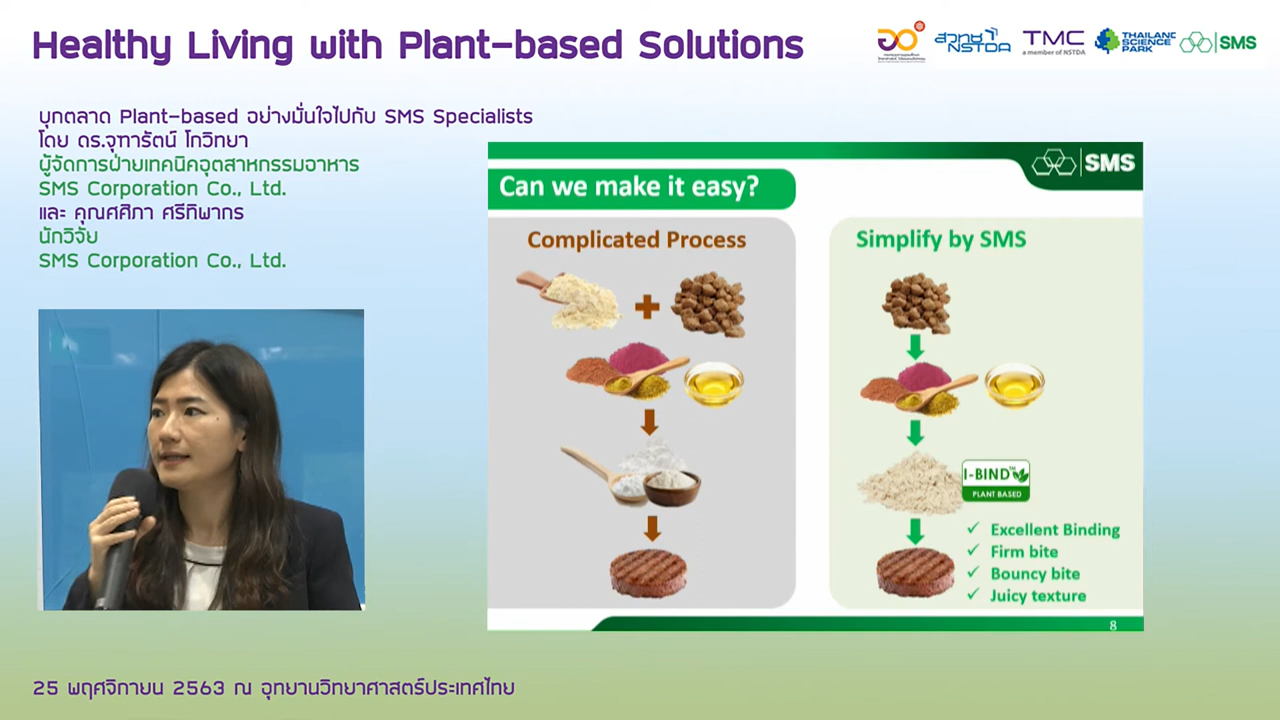 Healthy Living with Plant-based Solutions
สวทช
NSTDA
TMC
a member of NSTDA
THAILAND
SCIENCE
PARK
SMS
บุกตลาด Plant-based อย่างมั่นใจไปกับ SMS Specialists
โดย ดร.จุฑารัตน์ โกวิทยา
ผู้จัดการฝ่ายเทคนิคอุตสาหกรรมอาหาร
SMS Corporation Co., Ltd.
และ คุณศศิภา ศรีทิพากร
นักวิจัย
SMS Corporation Co., Ltd.
SMS
Can we make it easy?
Complicated Process
Simplify by SMS
I-BIND™
PLANT BASED
✓ Excellent Binding
✓ Firm bite
✓ Bouncy bite
✓ Juicy texture
8
25 พฤศจิกายน 2563 ณ อุทยานวิทยาศาสตร์ประเทศไทย